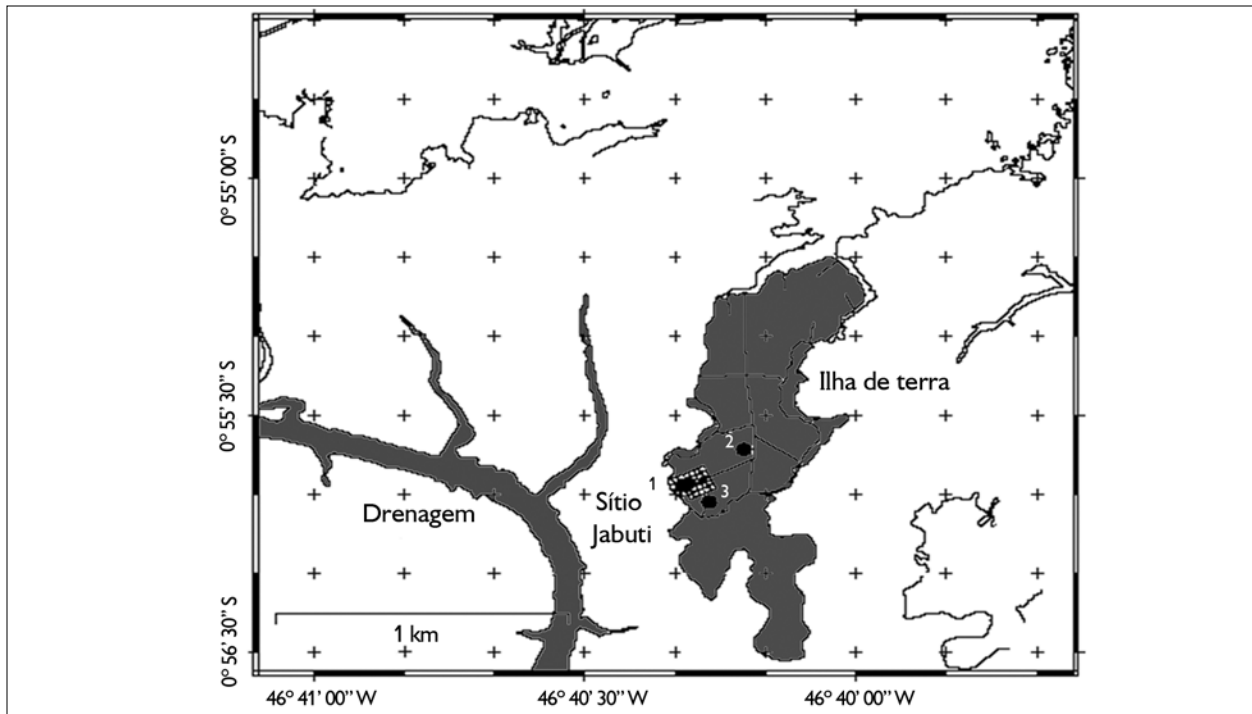 0° 55’ 00’’ S
0° 55’ 30’’ S
Ilha de terra
2
1
3
Sítio
Jabuti
Drenagem
1 km
0° 56’ 30’’ S
46° 41’ 00’’ W
46° 40’ 30’’ W
46° 40’ 00’’ W